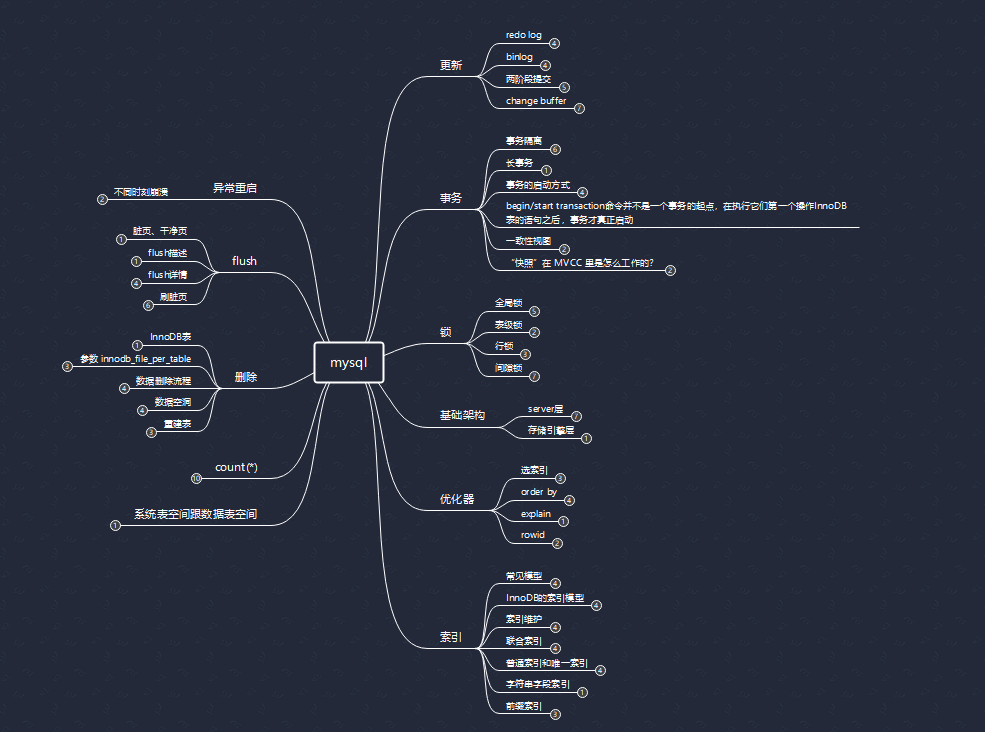 mysql
更新
redo log 4
binlog 4
两阶段提交 5
change buffer 7
事务
事务隔离 6
长事务 1
事务的启动方式 4
begin/start transaction命令并不是一个事务的起点，在执行它们第一个操作InnoDB
表的语句之后，事务才真正启动
一致性视图 2
“快照”在 MVCC 里是怎么工作的？ 2
锁
全局锁 5
表级锁 2
行锁 3
间隙锁 7
基础架构
server层 7
存储引擎层 1
优化器
选索引 3
order by 4
explain 1
rowid 2
索引
常见模型 4
InnoDB的索引模型 4
索引维护 4
联合索引 4
普通索引和唯一索引 4
字符串字段索引 1
前缀索引 3
异常重启
不同时刻崩溃 2
flush
脏页、干净页 1
flush描述 1
flush详情 4
刷脏页 6
删除
InnoDB表 1
参数 innodb_file_per_table 3
数据删除流程 4
数据空洞 4
重建表 3
count(*) 10
系统表空间跟数据表空间 1